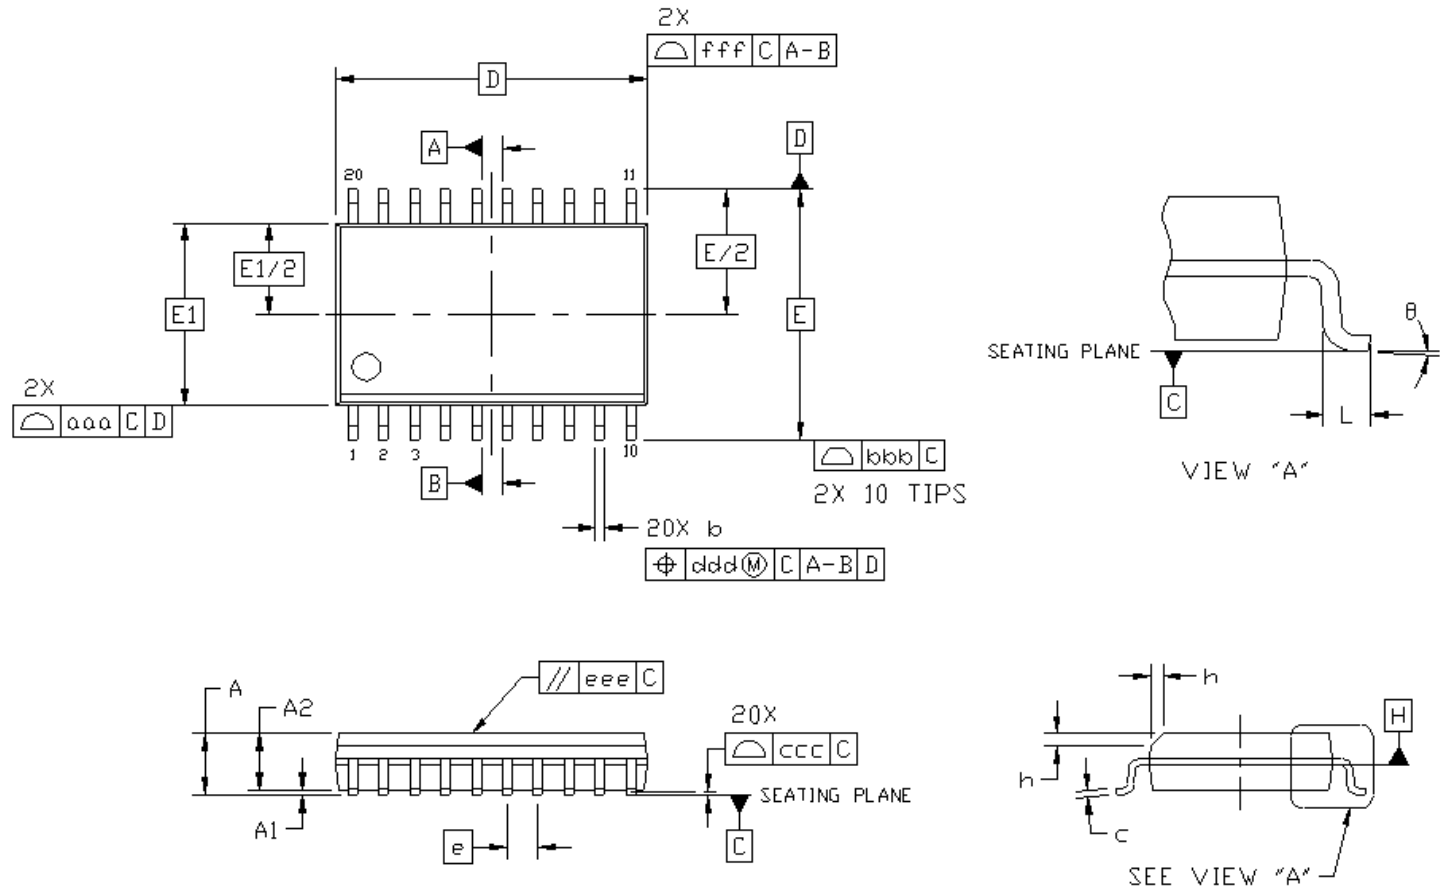 2X
fff C A-B
D
A
D
20
11
E1/2
E/2
E1
E
2X
aaa C D
1 2 3
10
B
bbb C
2X 10 TIPS
20X b
ddd Ⓜ C A-B D
θ
SEATING PLANE
C
L
VIEW "A"
// eee C
A
A2
20X
ccc C
SEATING PLANE
A1
e
C
h
H
h
c
SEE VIEW "A"